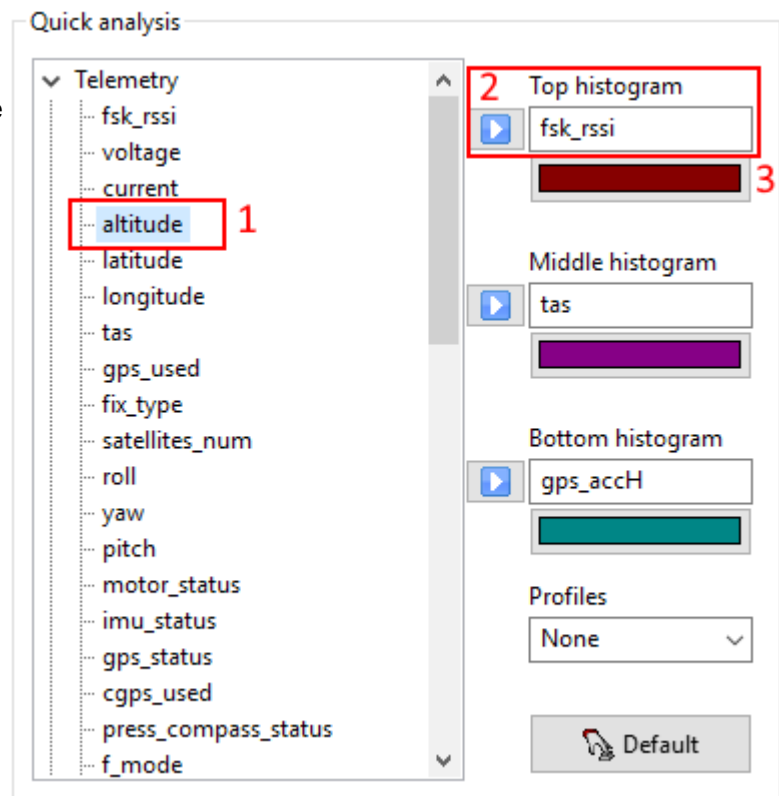 Quick analysis
Telemetry
fsk_rssi
voltage
current
altitude
1
latitude
longitude
tas
gps_used
fix_type
satellites_num
roll
yaw
pitch
motor_status
imu_status
gps_status
cgps_used
press_compass_status
f_mode
2
Top histogram
fsk_rssi
3
Middle histogram
tas
Bottom histogram
gps_accH
Profiles
None
Default
e